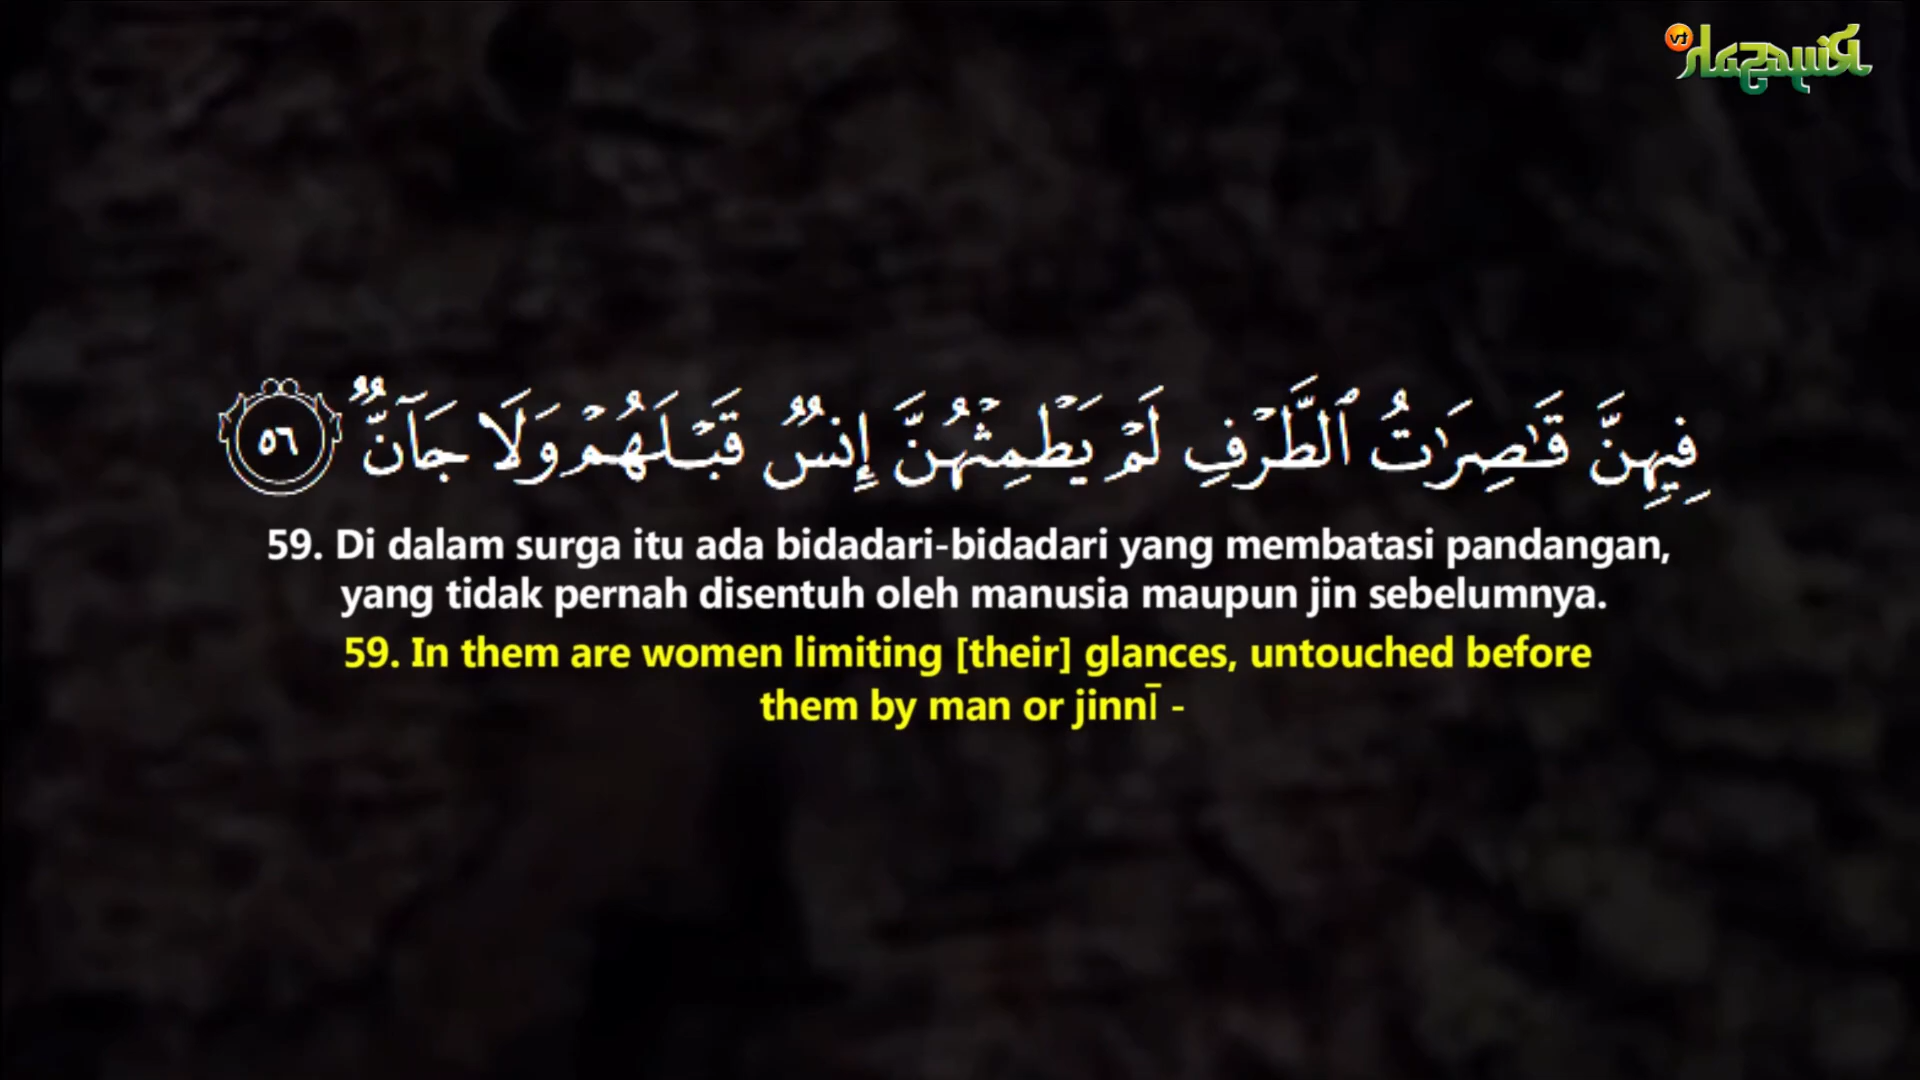 فِيهِنَّ قَٰصِرَٰتُ ٱلطَّرْفِ لَمْ يَطْمِثْهُنَّ إِنسٌ قَبْلَهُمْ وَلَا جَآنٌّ ٥٦
59. Di dalam surga itu ada bidadari-bidadari yang membatasi pandangan,
yang tidak pernah disentuh oleh manusia maupun jin sebelumnya.
59. In them are women limiting [their] glances, untouched before
them by man or jinnī -